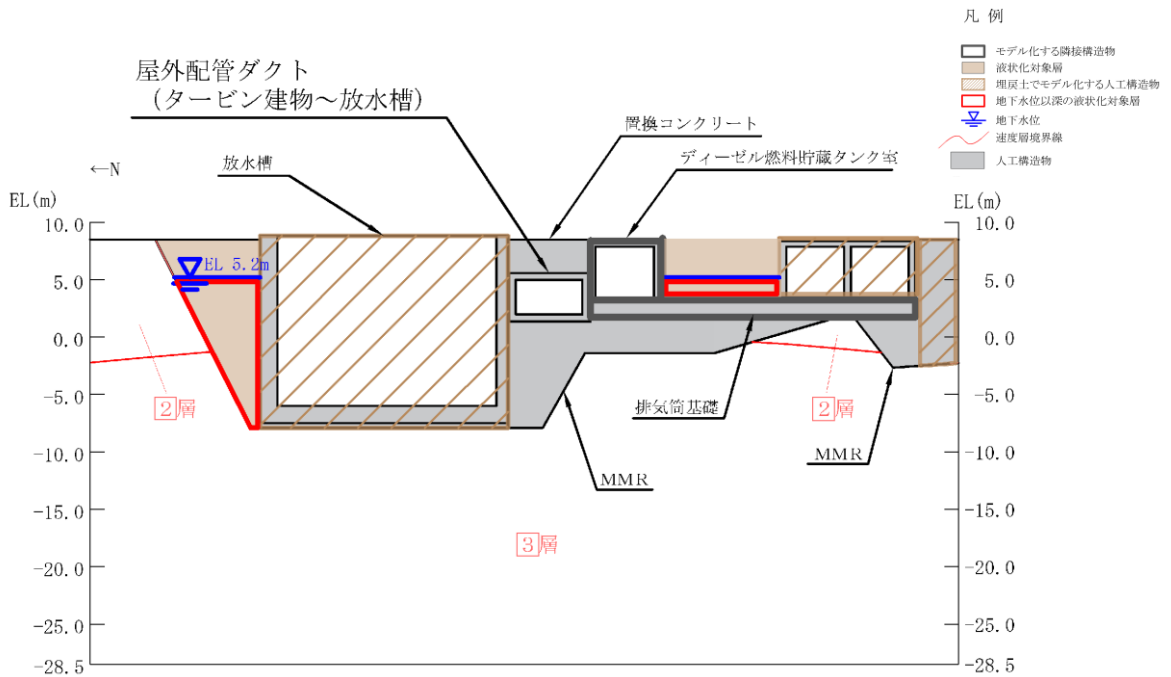 凡 例
モデル化する隣接構造物
液状化対象層
埋戻土でモデル化する人工構造物
地下水位以深の液状化対象層
地下水位
速度層境界線
人工構造物
屋外配管ダクト
（タービン建物～放水槽）
置換コンクリート
ディーゼル燃料貯蔵タンク室
放水槽
←N
EL(m)
EL(m)
10.0
5.0
0.0
-5.0
-10.0
-15.0
-20.0
-25.0
-28.5
EL 5.2m
2層
排気筒基礎
2層
MMR
MMR
3層
10.0
5.0
0.0
-5.0
-10.0
-15.0
-20.0
-25.0
-28.5